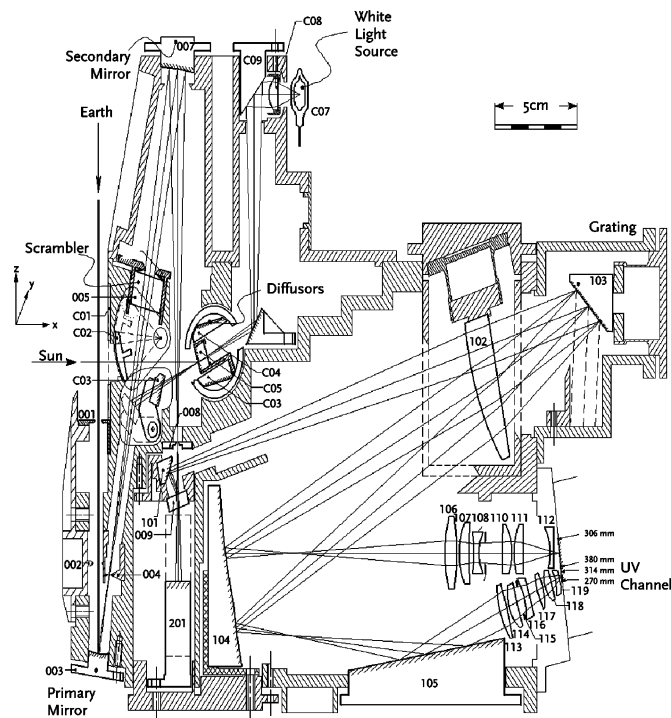 C08
007
Secondary
Mirror
C09
White
Light
Source
C07
5cm
Earth
Grating
Scrambler
103
005
Diffusors
z
y
x
C01
C02
102
Sun
C04
C03
C05
C03
001
008
101
009
106
107
108
110
111
112
306 mm
002
004
380 mm
314 mm
270 mm
UV
Channel
119
118
117
116
115
114
113
201
104
003
105
Primary
Mirror